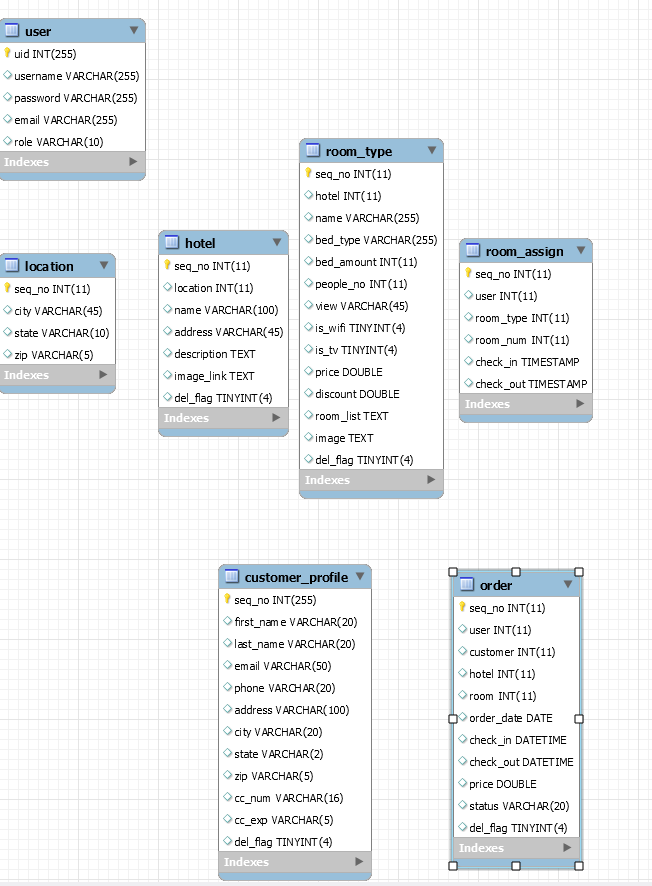 user
uid INT(255)
username VARCHAR(255)
password VARCHAR(255)
email VARCHAR(255)
role VARCHAR(10)
Indexes
location
seq_no INT(11)
city VARCHAR(45)
state VARCHAR(10)
zip VARCHAR(5)
Indexes
hotel
seq_no INT(11)
location INT(11)
name VARCHAR(100)
address VARCHAR(45)
description TEXT
image_link TEXT
del_flag TINYINT(4)
Indexes
room_type
seq_no INT(11)
hotel INT(11)
name VARCHAR(255)
bed_type VARCHAR(255)
bed_amount INT(11)
people_no INT(11)
view VARCHAR(45)
is_wifi TINYINT(4)
is_tv TINYINT(4)
price DOUBLE
discount DOUBLE
room_list TEXT
image TEXT
del_flag TINYINT(4)
Indexes
room_assign
seq_no INT(11)
user INT(11)
room_type INT(11)
room_num INT(11)
check_in TIMESTAMP
check_out TIMESTAMP
Indexes
customer_profile
seq_no INT(255)
first_name VARCHAR(20)
last_name VARCHAR(20)
email VARCHAR(50)
phone VARCHAR(20)
address VARCHAR(100)
city VARCHAR(20)
state VARCHAR(2)
zip VARCHAR(5)
cc_num VARCHAR(16)
cc_exp VARCHAR(5)
del_flag TINYINT(4)
Indexes
order
seq_no INT(11)
user INT(11)
customer INT(11)
hotel INT(11)
room INT(11)
order_date DATE
check_in DATETIME
check_out DATETIME
price DOUBLE
status VARCHAR(20)
del_flag TINYINT(4)
Indexes